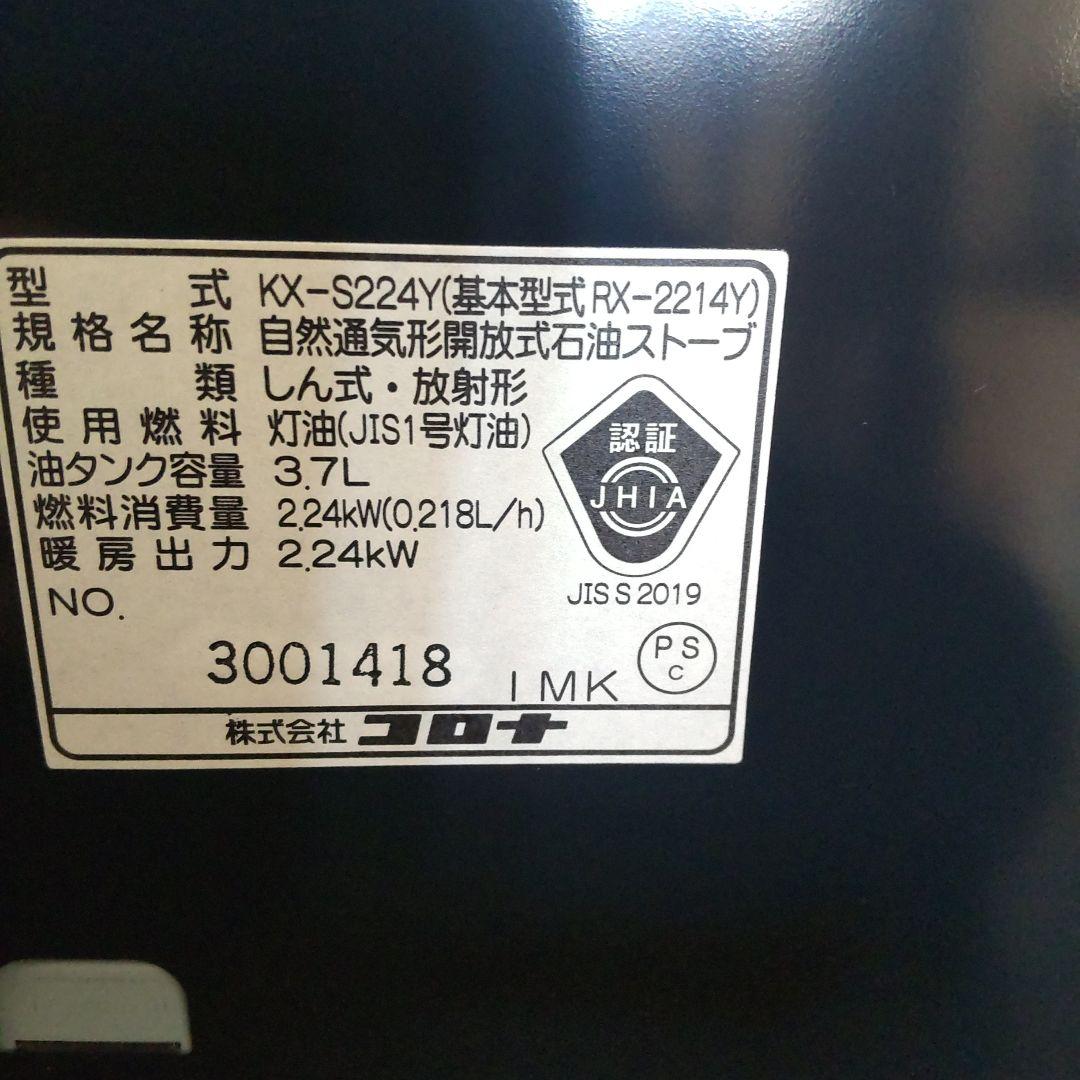 型式 KX-S224Y(基本型式RX-2214Y)
規格名称 自然通気形開放式石油ストーブ
種類 しん式・放射形
使用燃料 灯油(JIS1号灯油)
油タンク容量 3.7L
燃料消費量 2.24kW(0.218L/h)
暖房出力 2.24kW
認証
JHIA
JIS S 2019
NO.
3001418
IMK
PS
C
株式会社コロナ